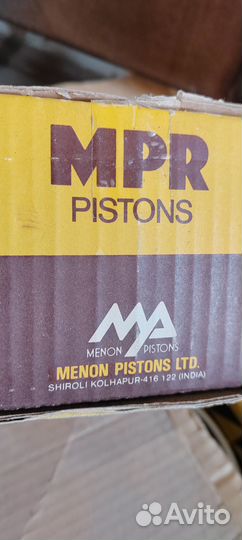 MPR
PISTONS
MENON PISTONS
MENON PISTONS LTD.
SHIROLI KOLHAPUR-416 122 (INDIA)
Avito